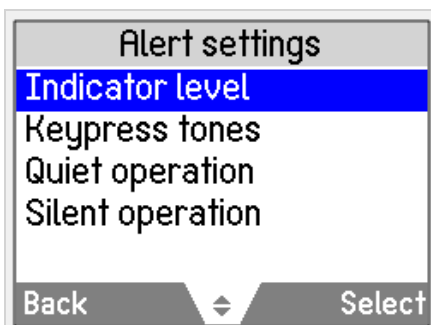 Alert settings
Indicator level
Keypress tones
Quiet operation
Silent operation
Back Select